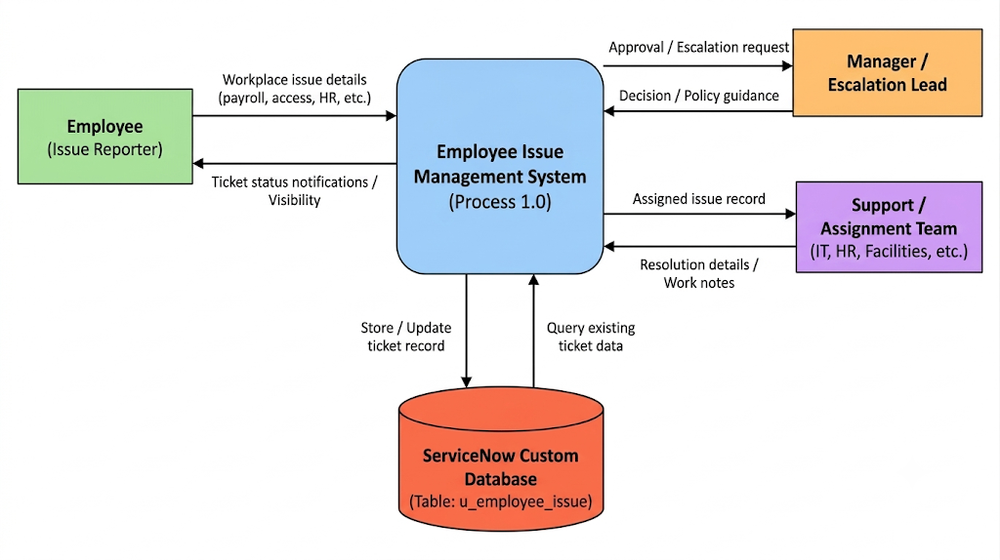 Approval / Escalation request
Manager /
Escalation Lead
Decision / Policy guidance
Workplace issue details
(payroll, access, HR, etc.)
Employee
(Issue Reporter)
Ticket status notifications /
Visibility
Employee Issue
Management System
(Process 1.0)
Assigned issue record
Support /
Assignment Team
(IT, HR, Facilities, etc.)
Resolution details /
Work notes
Store / Update
ticket record
Query existing
ticket data
ServiceNow Custom
Database
(Table: u_employee_issue)